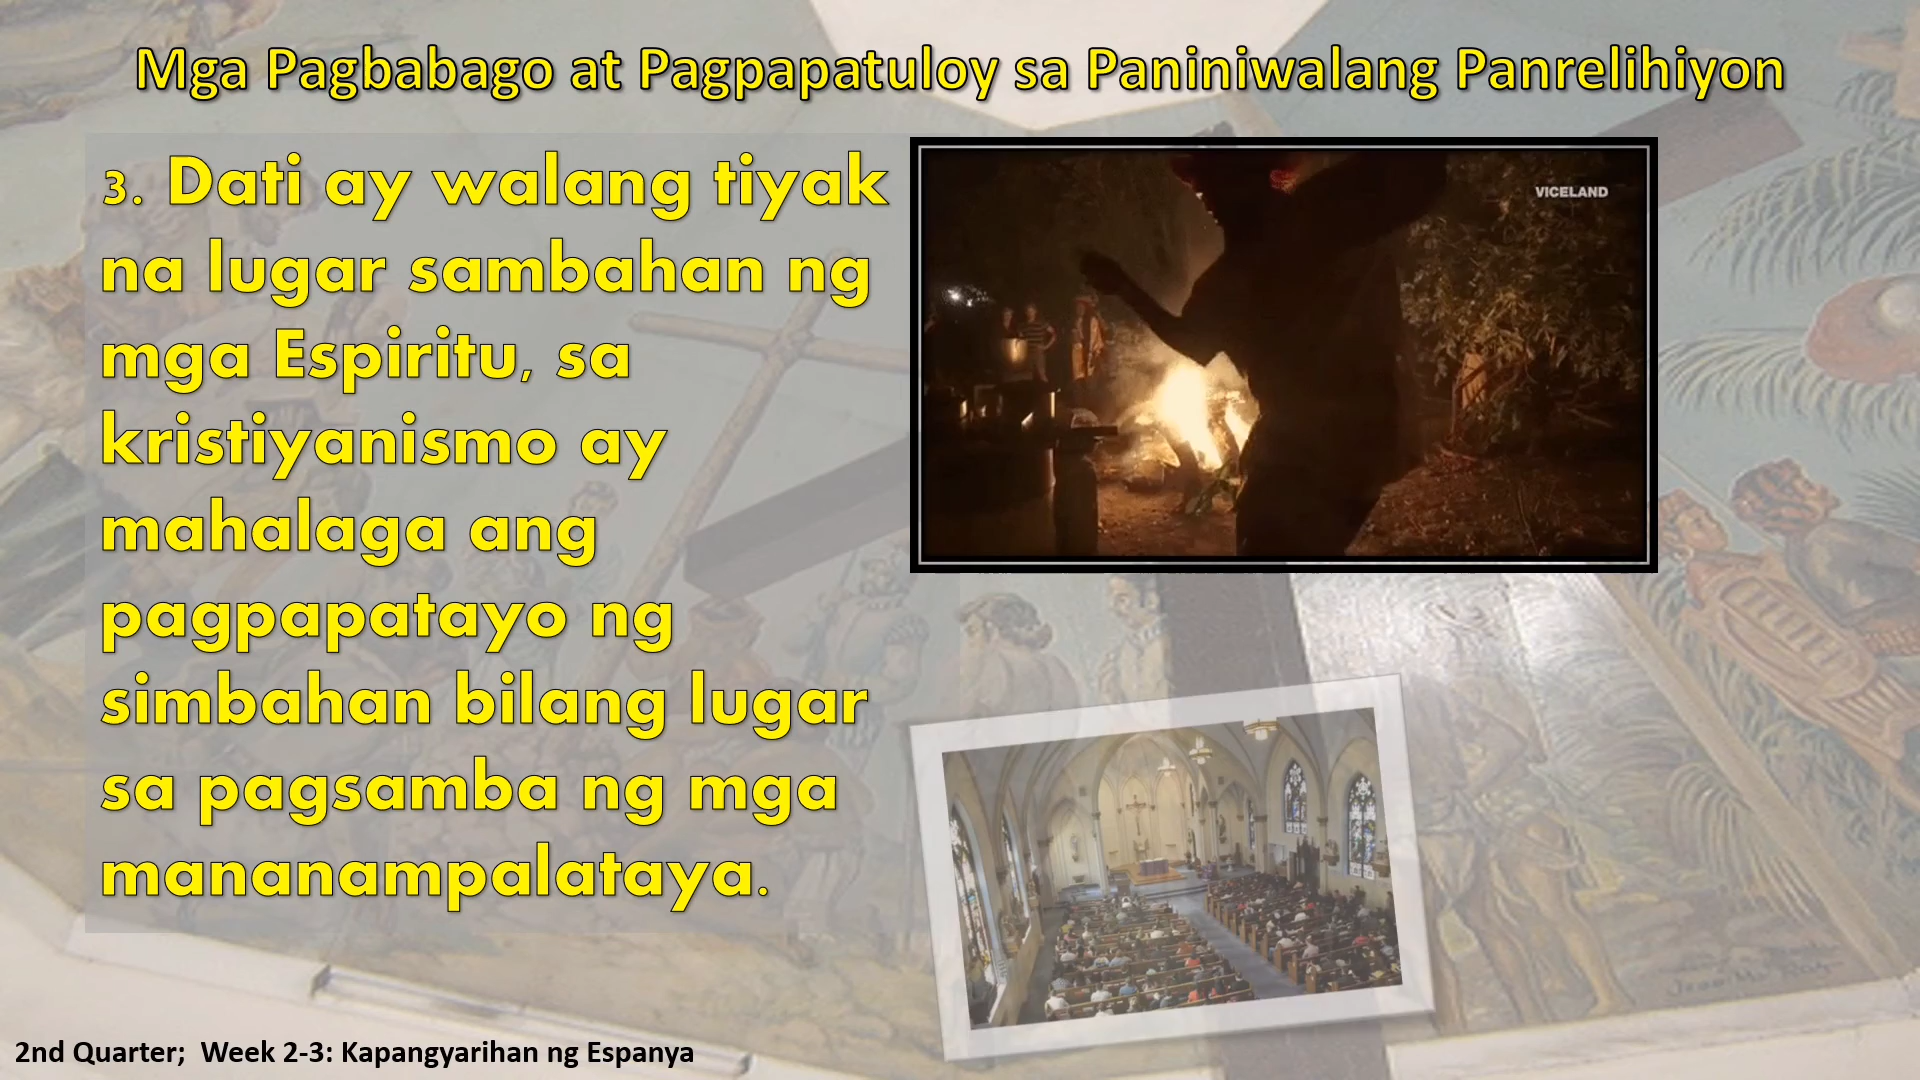 Mga Pagbabago at Pagpapatuloy sa Paniniwalang Panrelihiyon
3. Dati ay walang tiyak
na lugar sambahan ng
mga Espiritu, sa
kristiyanismo ay
mahalaga ang
pagpapatayo ng
simbahan bilang lugar
sa pagsamba ng mga
mananampalataya.
VICELAND
2nd Quarter;  Week 2-3: Kapangyarihan ng Espanya